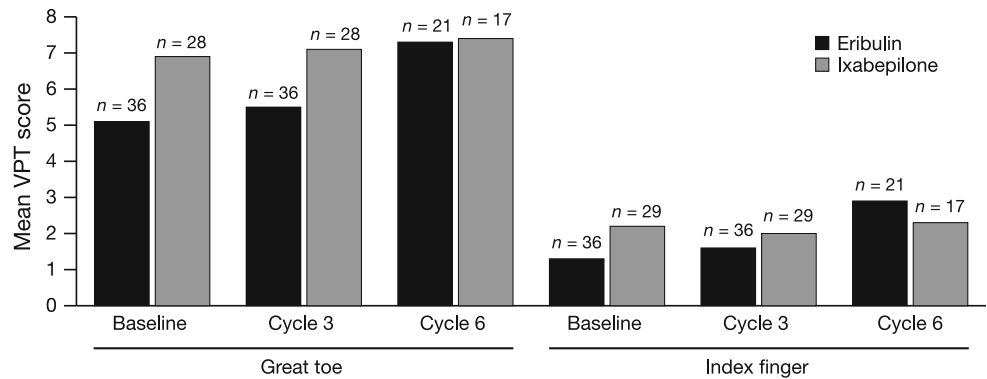 Mean VPT score
8
7
6
5
4
3
2
1
0
n = 36
n = 28
n = 36
n = 28
n = 21
n = 17
n = 36
n = 29
n = 36
n = 29
n = 21
n = 17
Eribulin
Ixabepilone
Baseline
Cycle 3
Cycle 6
Baseline
Cycle 3
Cycle 6
Great toe
Index finger